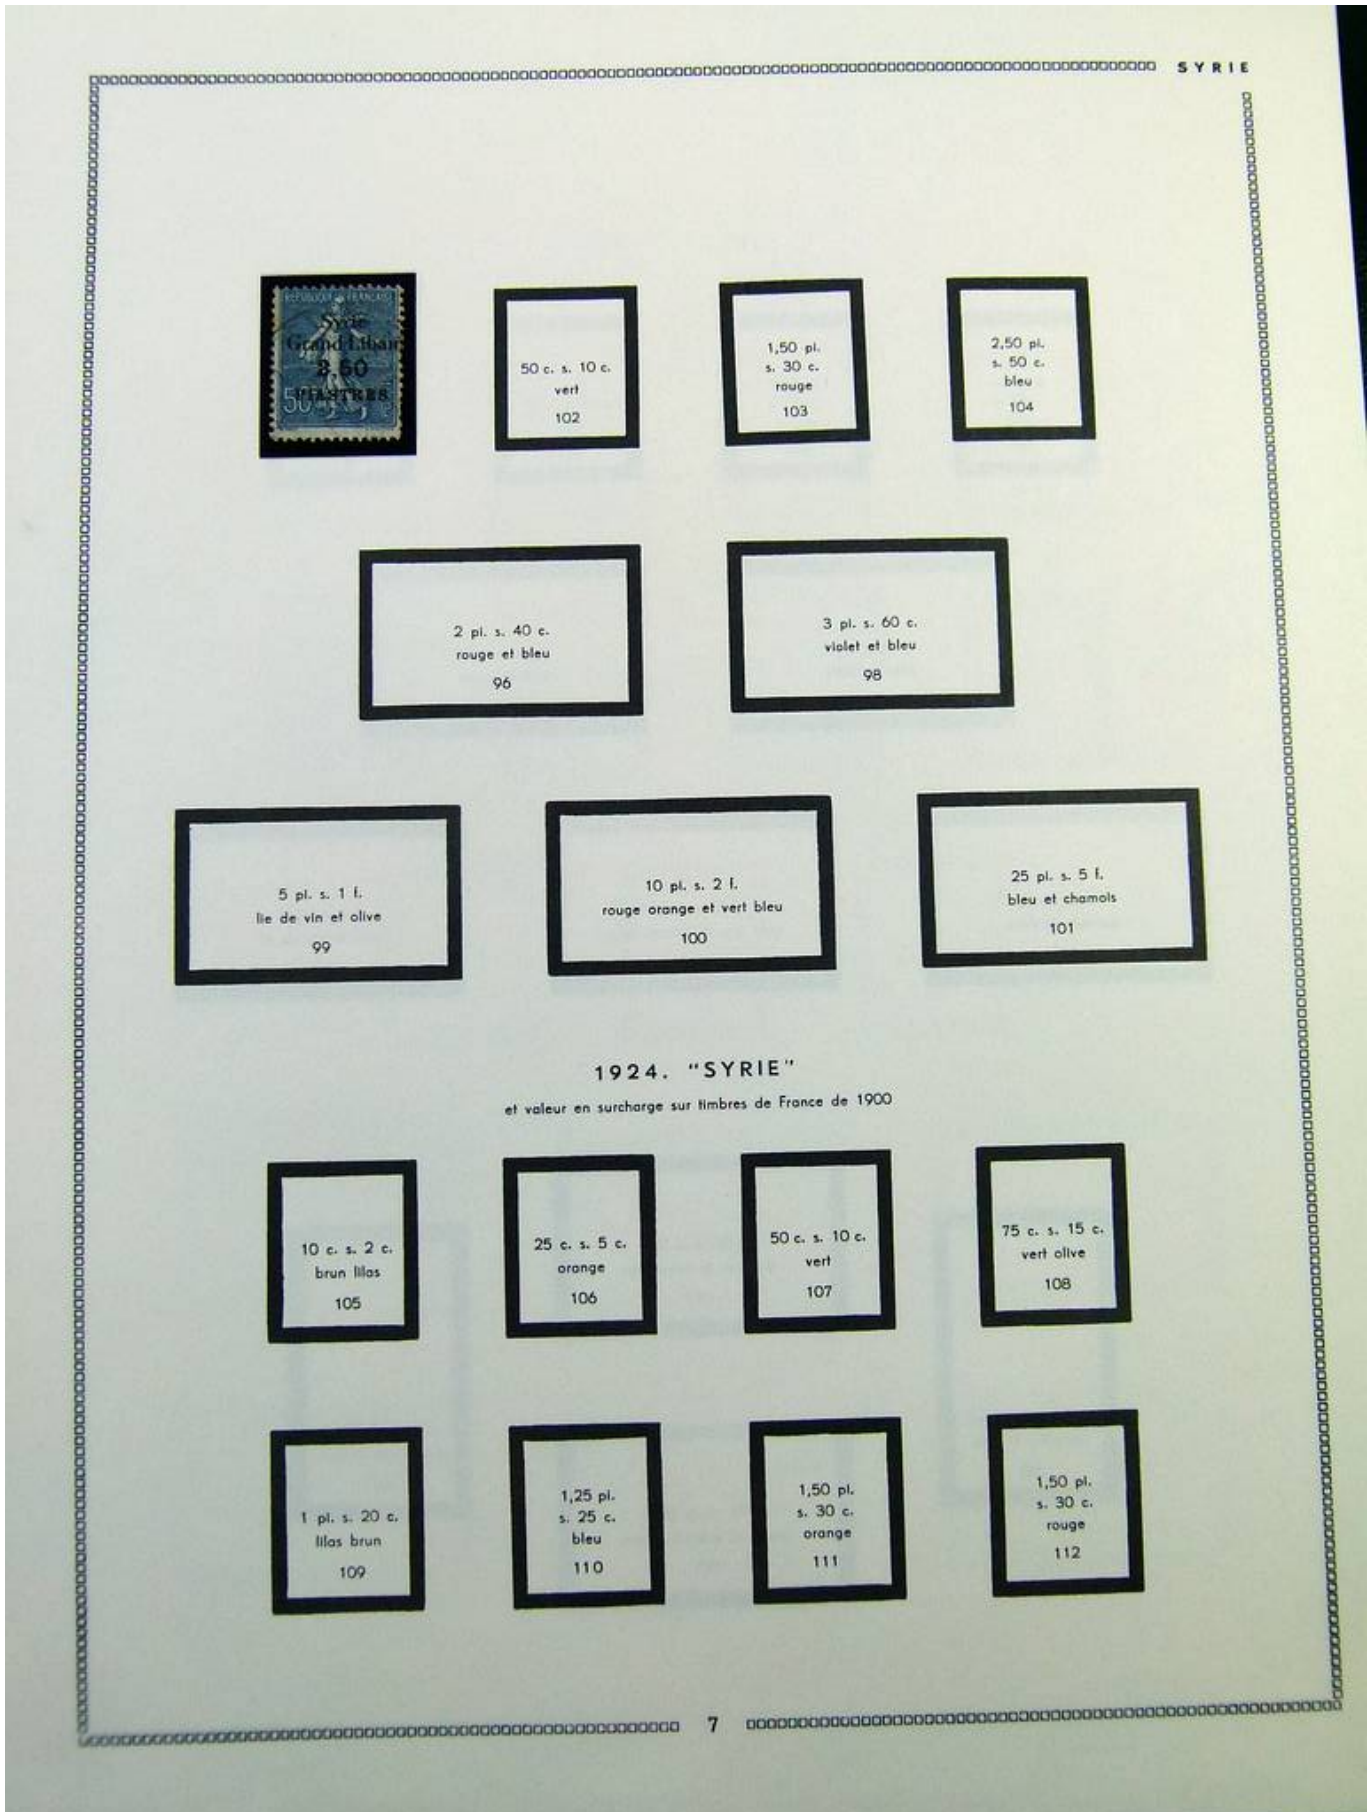 SYRIE
REPUBLIQUE FRANÇAISE
Syrie
Grand Liban
2.50
PIASTRES
50
50 c. s. 10 c.
vert
102
1,50 pi.
s. 30 c.
rouge
103
2,50 pi.
s. 50 c.
bleu
104
2 pi. s. 40 c.
rouge et bleu
96
3 pi. s. 60 c.
violet et bleu
98
5 pi. s. 1 f.
lie de vin et olive
99
10 pi. s. 2 f.
rouge orange et vert bleu
100
25 pi. s. 5 f.
bleu et chamois
101
1924. "SYRIE"
et valeur en surcharge sur timbres de France de 1900
10 c. s. 2 c.
brun lilas
105
25 c. s. 5 c.
orange
106
50 c. s. 10 c.
vert
107
75 c. s. 15 c.
vert olive
108
1 pi. s. 20 c.
lilas brun
109
1,25 pi.
s. 25 c.
bleu
110
1,50 pi.
s. 30 c.
orange
111
1,50 pi.
s. 30 c.
rouge
112
7